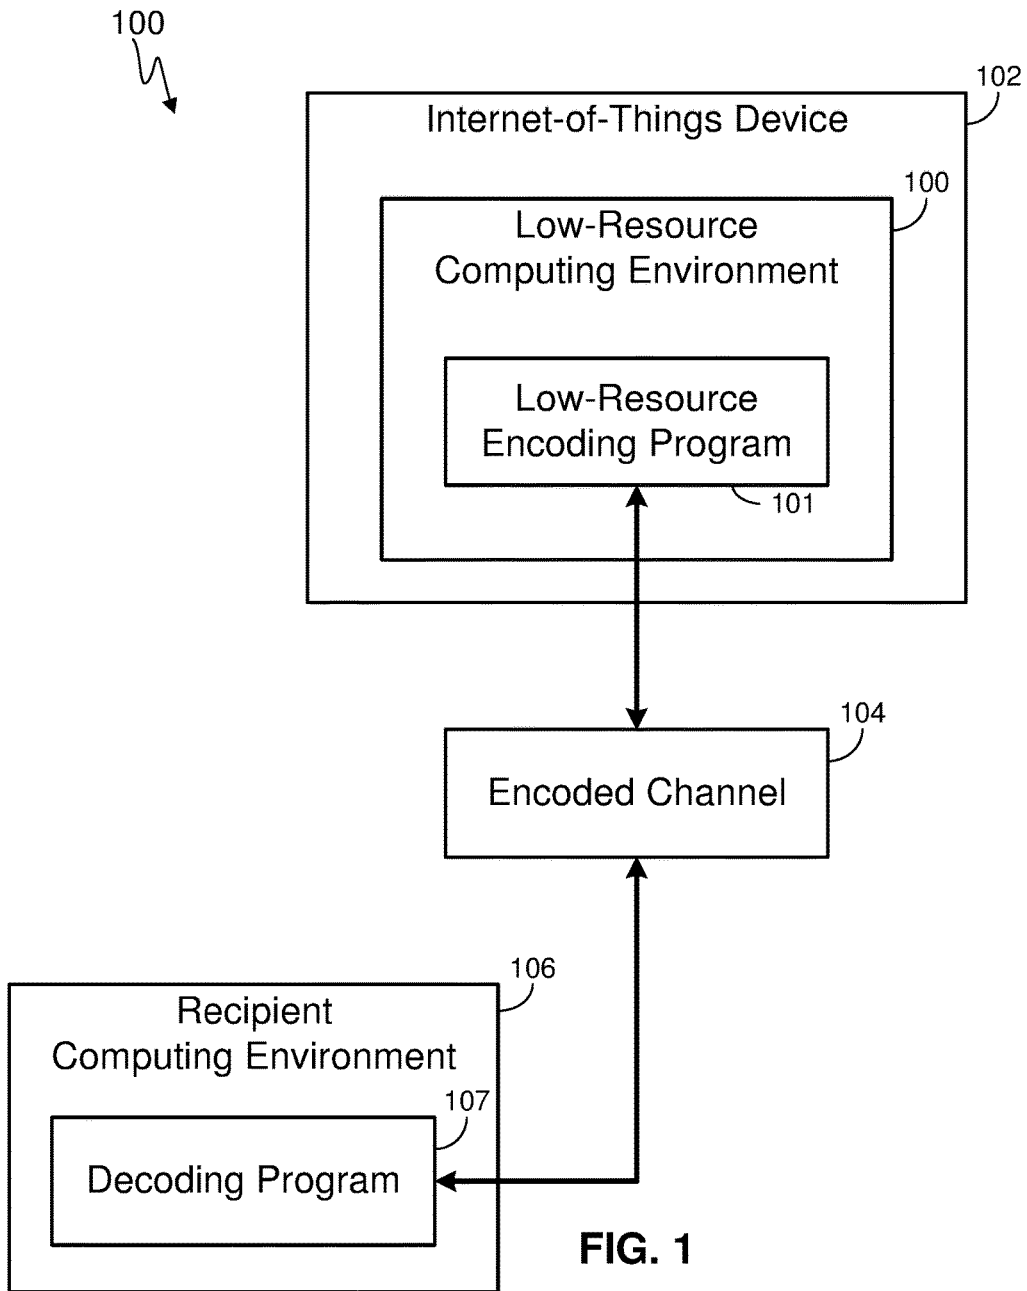 100
102
Internet-of-Things Device
100
Low-Resource
Computing Environment
Low-Resource
Encoding Program
101
104
Encoded Channel
106
Recipient
Computing Environment
107
Decoding Program
FIG. 1